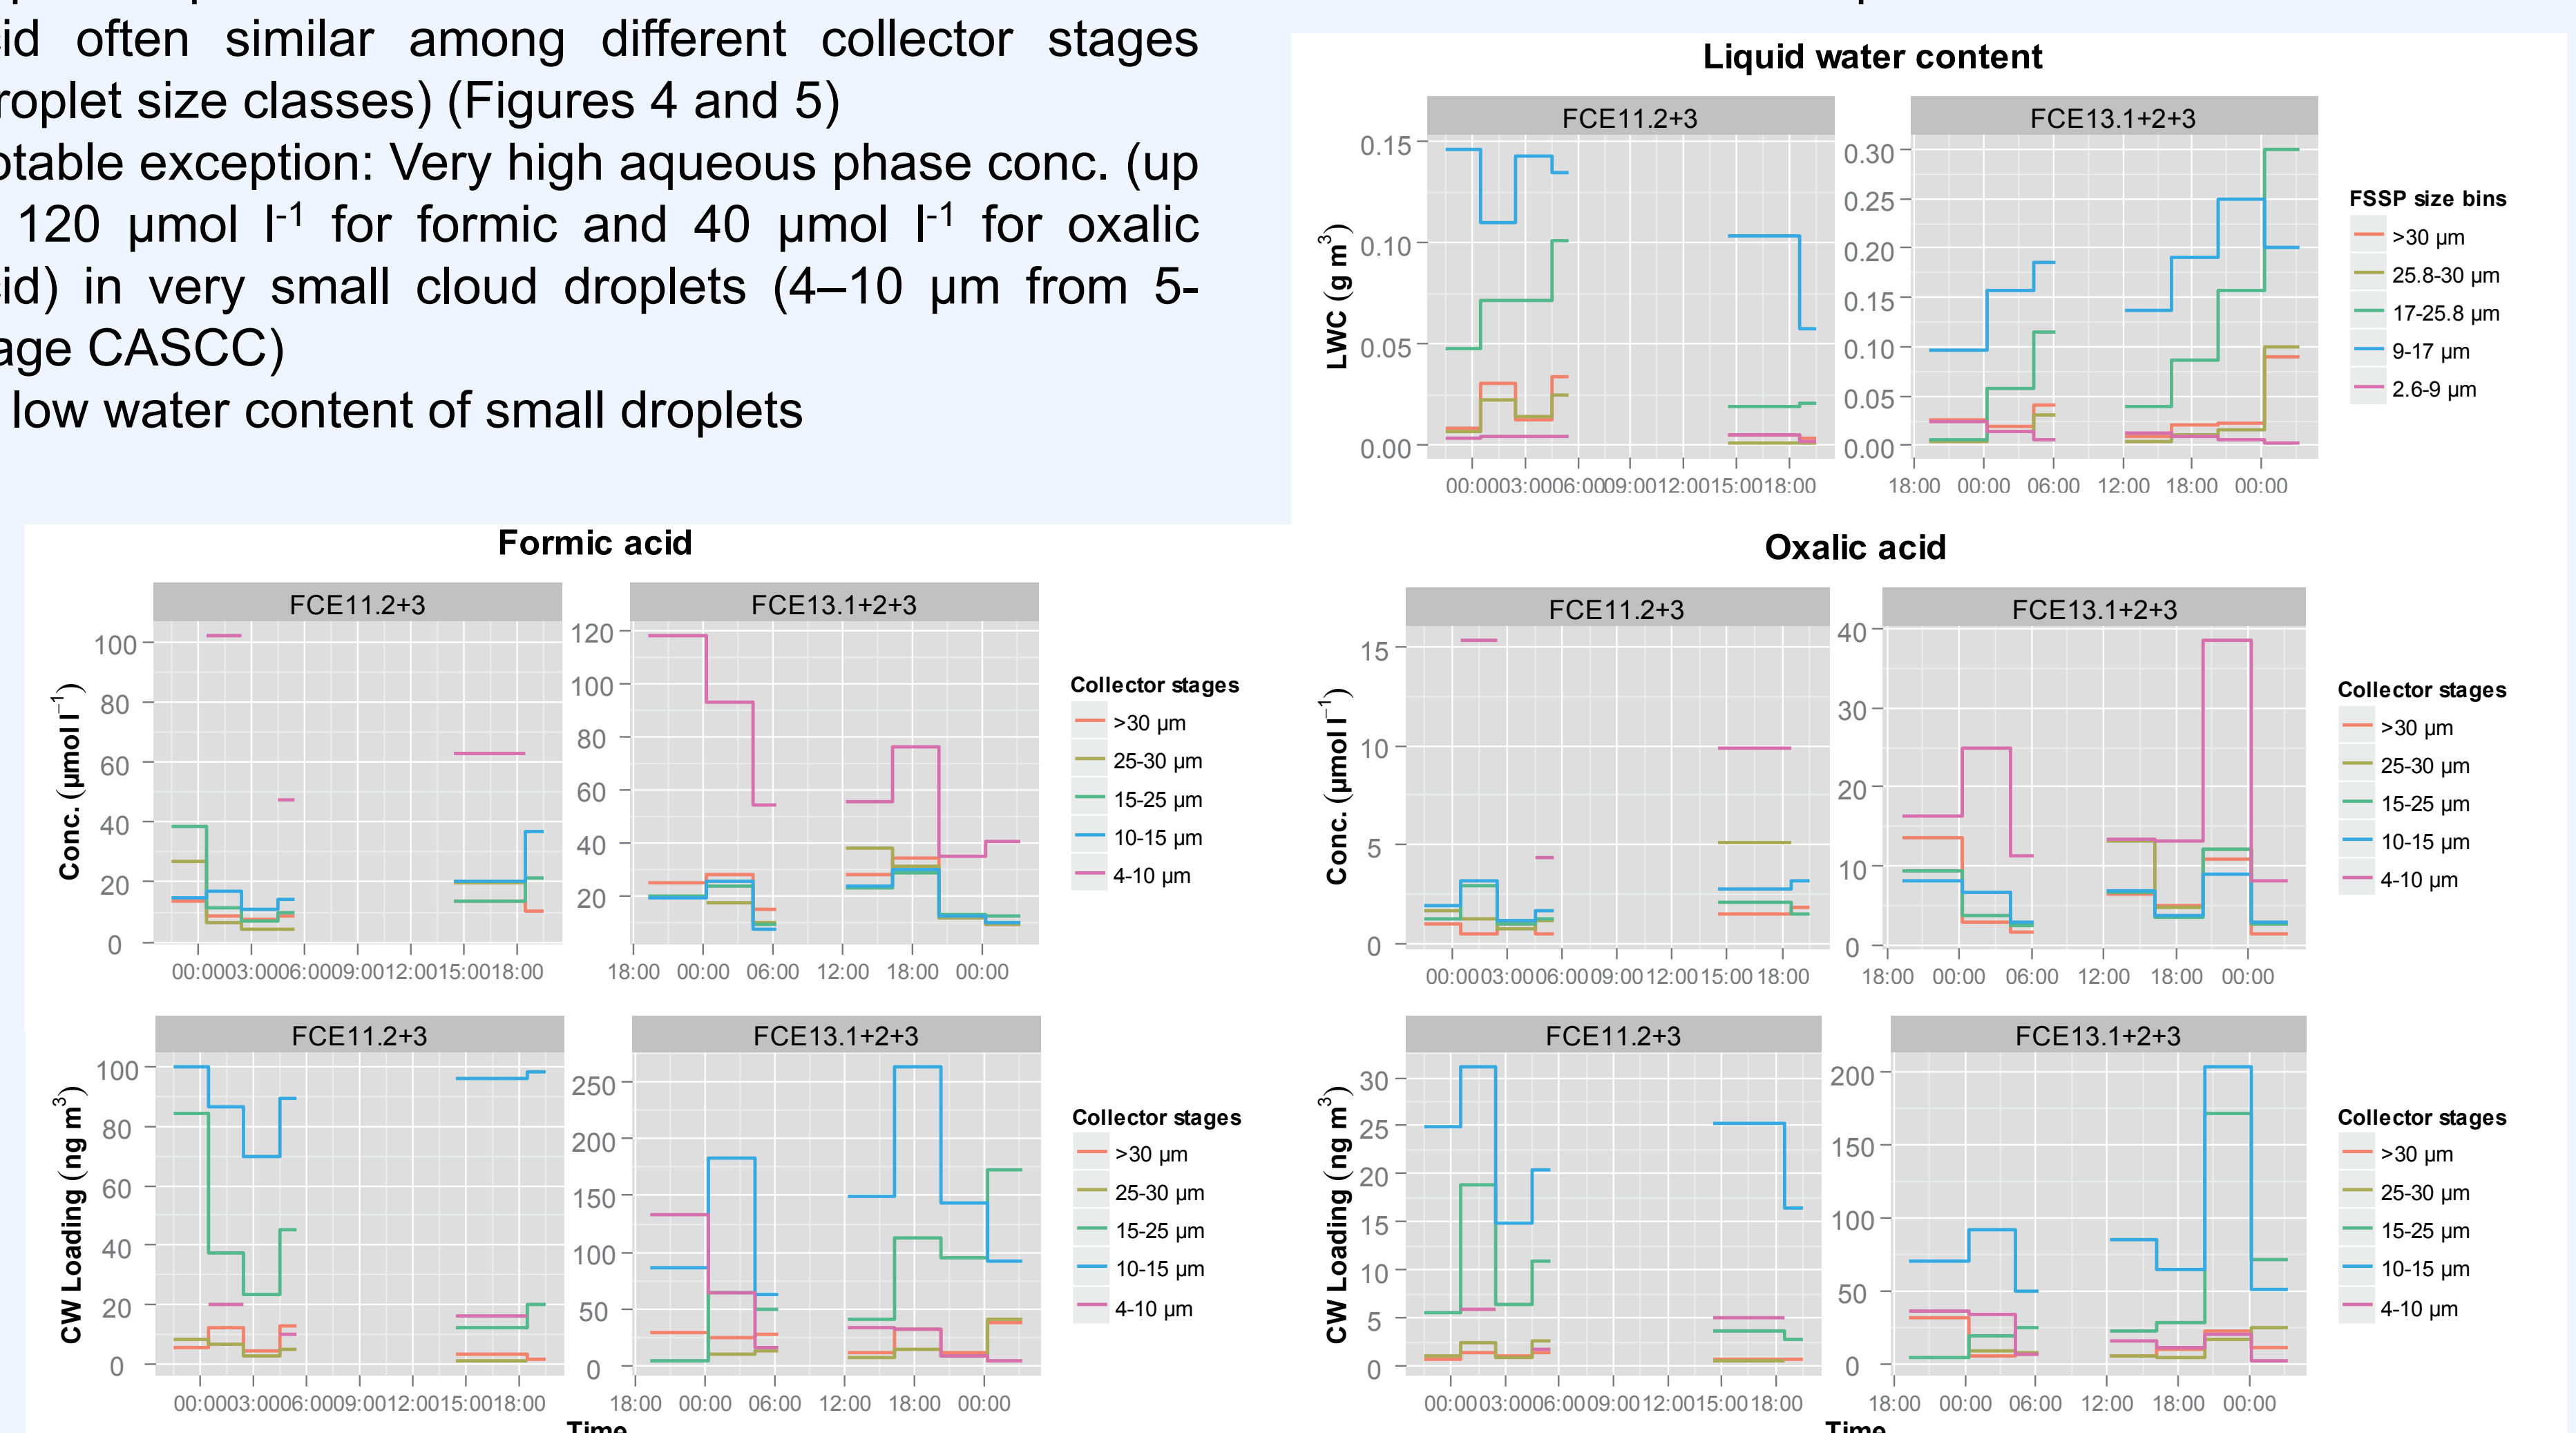 often similar among different collector stages
droplet size classes) (Figures 4 and 5)
exception: Very high aqueous phase conc. (up
120 µmol l-1 for formic and 40 µmol l-1 for oxalic
in very small cloud droplets (4–10 µm from 5-
CASCC)
low water content of small droplets
Liquid water content
FCE11.2+3
FCE13.1+2+3
LWC (g m3)
0.15
0.10
0.05
0.00
00:00 03:00 06:00 09:00 12:00 15:00 18:00
0.30
0.25
0.20
0.15
0.10
0.05
0.00
18:00 00:00 06:00 12:00 18:00 00:00
FSSP size bins
>30 µm
25.8-30 µm
17-25.8 µm
9-17 µm
2.6-9 µm
Formic acid
FCE11.2+3
FCE13.1+2+3
Conc. (µmol l−1)
100
80
60
40
20
0
00:00 03:00 06:00 09:00 12:00 15:00 18:00
120
100
80
60
40
20
18:00 00:00 06:00 12:00 18:00 00:00
Collector stages
>30 µm
25-30 µm
15-25 µm
10-15 µm
4-10 µm
FCE11.2+3
FCE13.1+2+3
CW Loading (ng m3)
100
80
60
40
20
0
00:00 03:00 06:00 09:00 12:00 15:00 18:00
250
200
150
100
50
0
18:00 00:00 06:00 12:00 18:00 00:00
Time
Collector stages
>30 µm
25-30 µm
15-25 µm
10-15 µm
4-10 µm
Oxalic acid
FCE11.2+3
FCE13.1+2+3
Conc. (µmol l−1)
15
10
5
0
00:00 03:00 06:00 09:00 12:00 15:00 18:00
40
30
20
10
0
18:00 00:00 06:00 12:00 18:00 00:00
Collector stages
>30 µm
25-30 µm
15-25 µm
10-15 µm
4-10 µm
FCE11.2+3
FCE13.1+2+3
CW Loading (ng m3)
30
25
20
15
10
5
0
00:00 03:00 06:00 09:00 12:00 15:00 18:00
200
150
100
50
0
18:00 00:00 06:00 12:00 18:00 00:00
Time
Collector stages
>30 µm
25-30 µm
15-25 µm
10-15 µm
4-10 µm